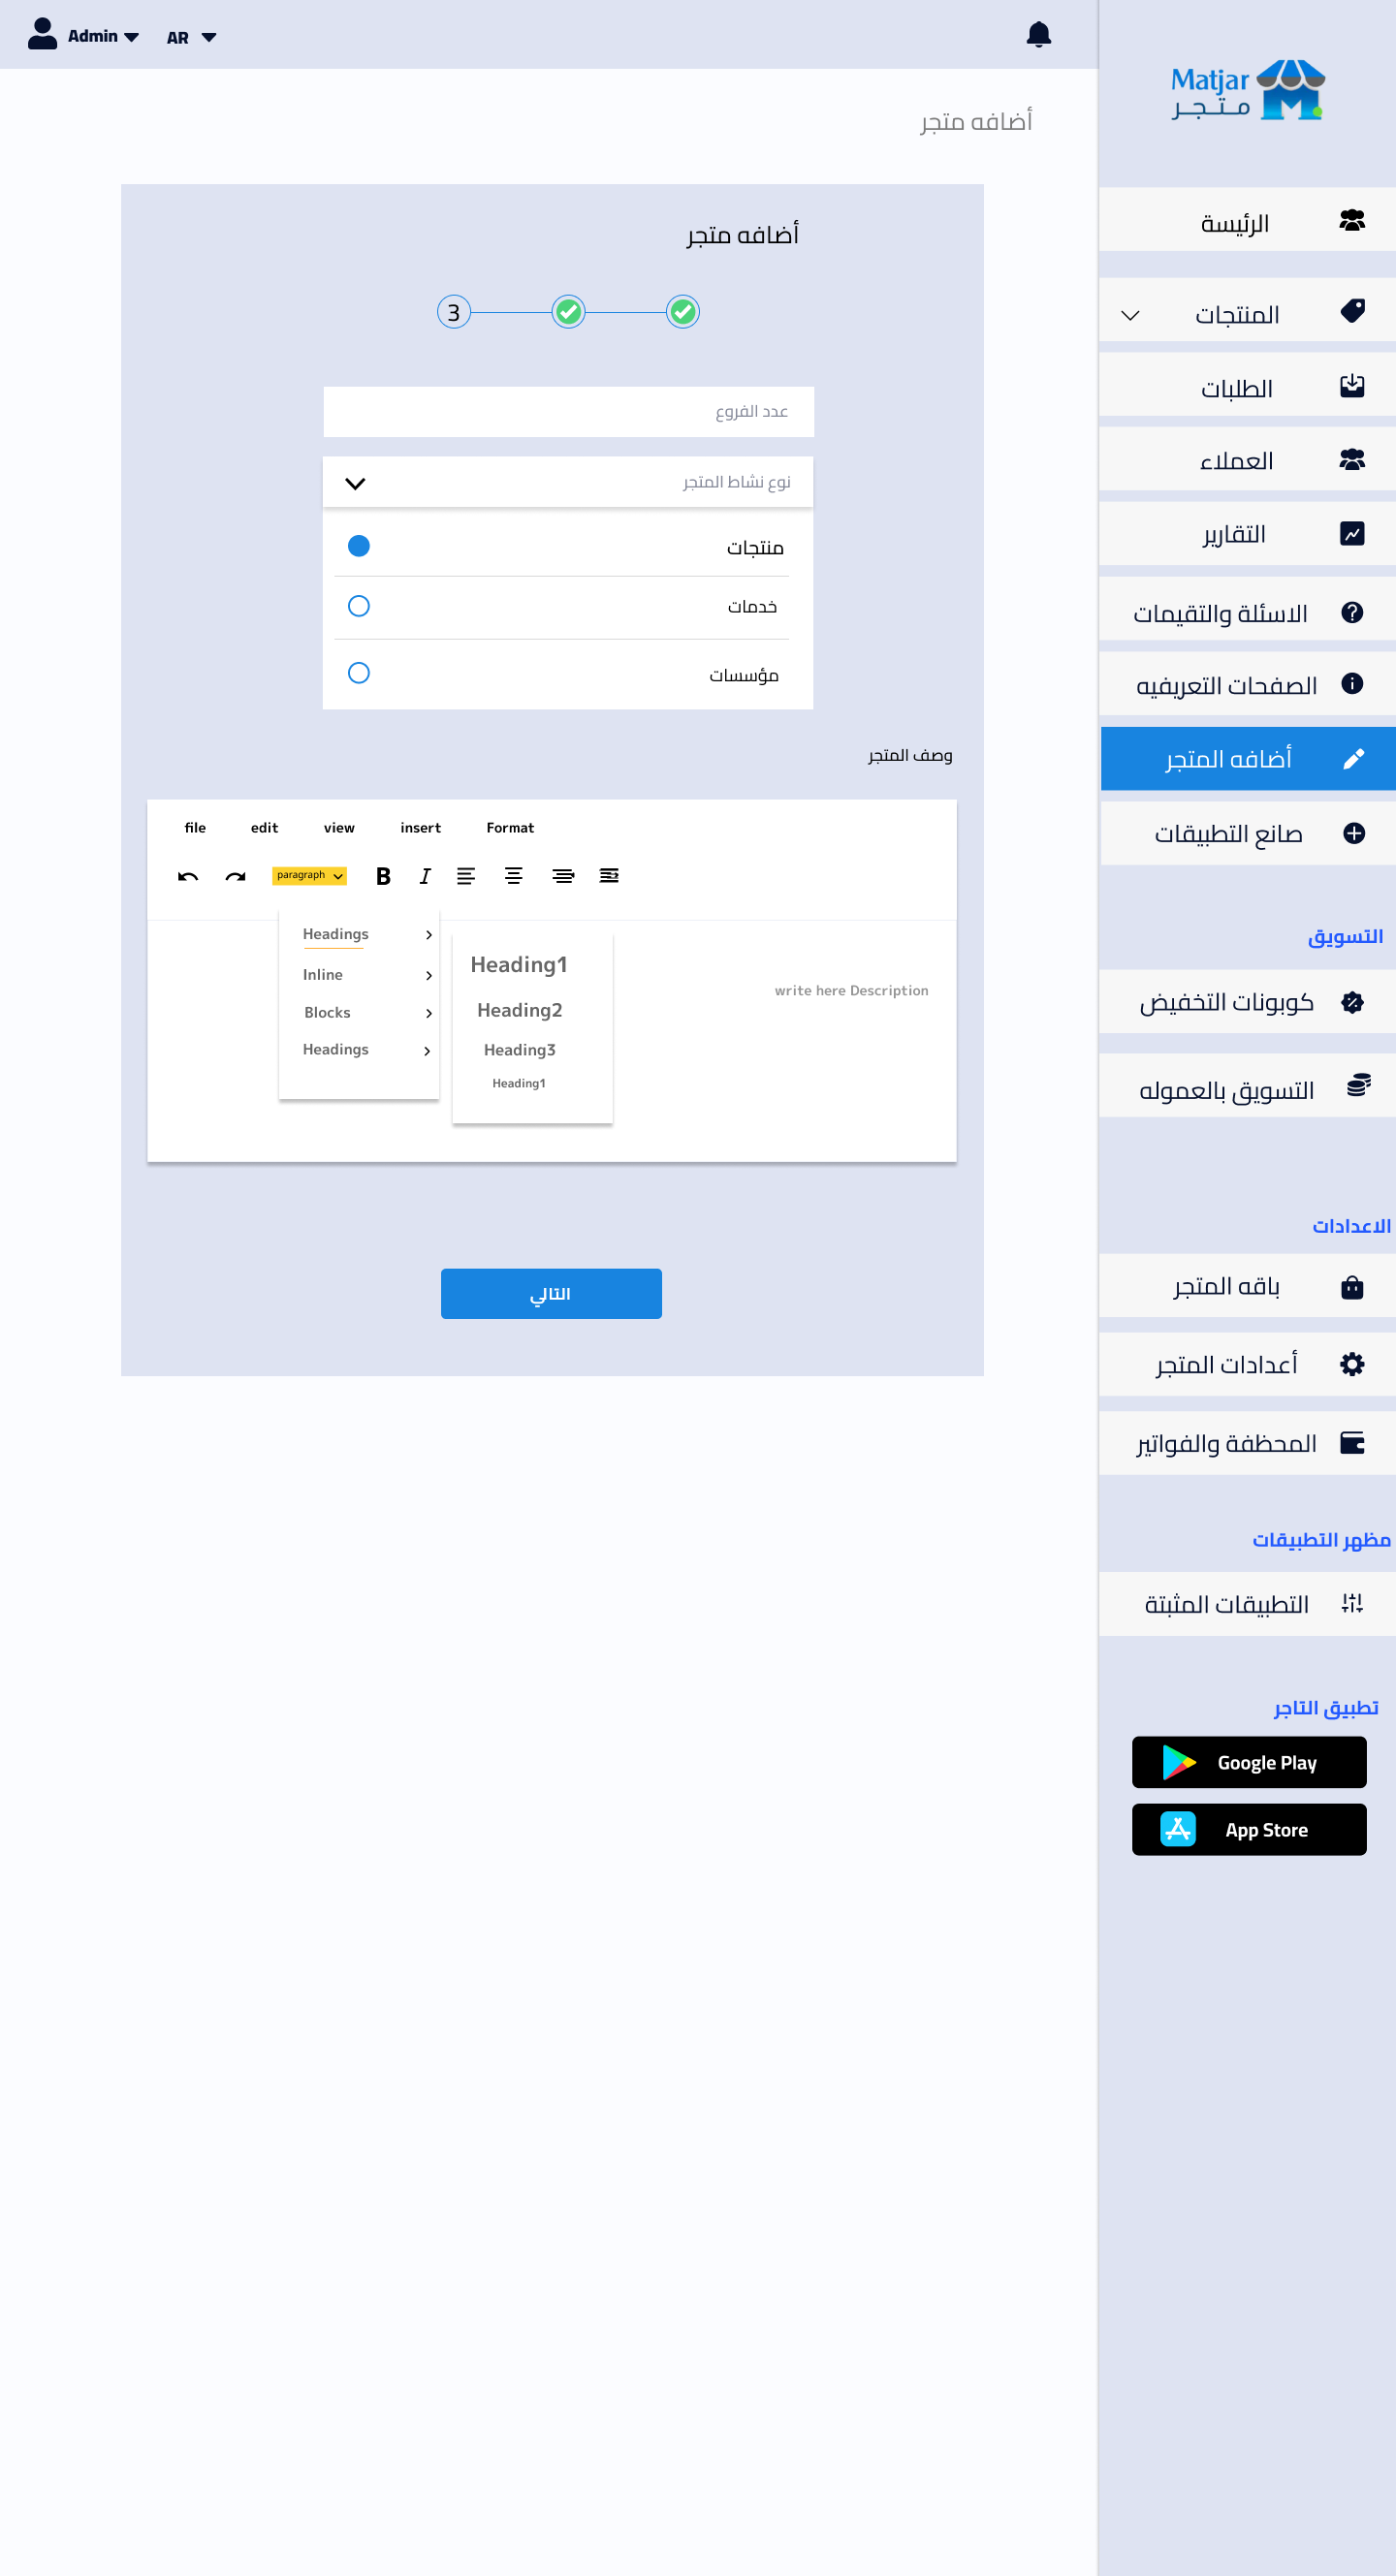 Admin
AR
Matjar
متجر
أضافه متجر
أضافه متجر
3
عدد الفروع
نوع نشاط المتجر
منتجات
خدمات
مؤسسات
وصف المتجر
file edit view insert Format
paragraph B I
Headings
Inline
Blocks
Headings
Heading1
Heading2
Heading3
Heading1
write here Description
التالي
الرئيسة
المنتجات
الطلبات
العملاء
التقارير
الاسئلة والتقيمات
الصفحات التعريفيه
أضافه المتجر
صانع التطبيقات
التسويق
كوبونات التخفيض
التسويق بالعموله
الاعدادات
باقه المتجر
أعدادات المتجر
المحظفة والفواتير
مظهر التطبيقات
التطبيقات المثبتة
تطبيق التاجر
Google Play
App Store